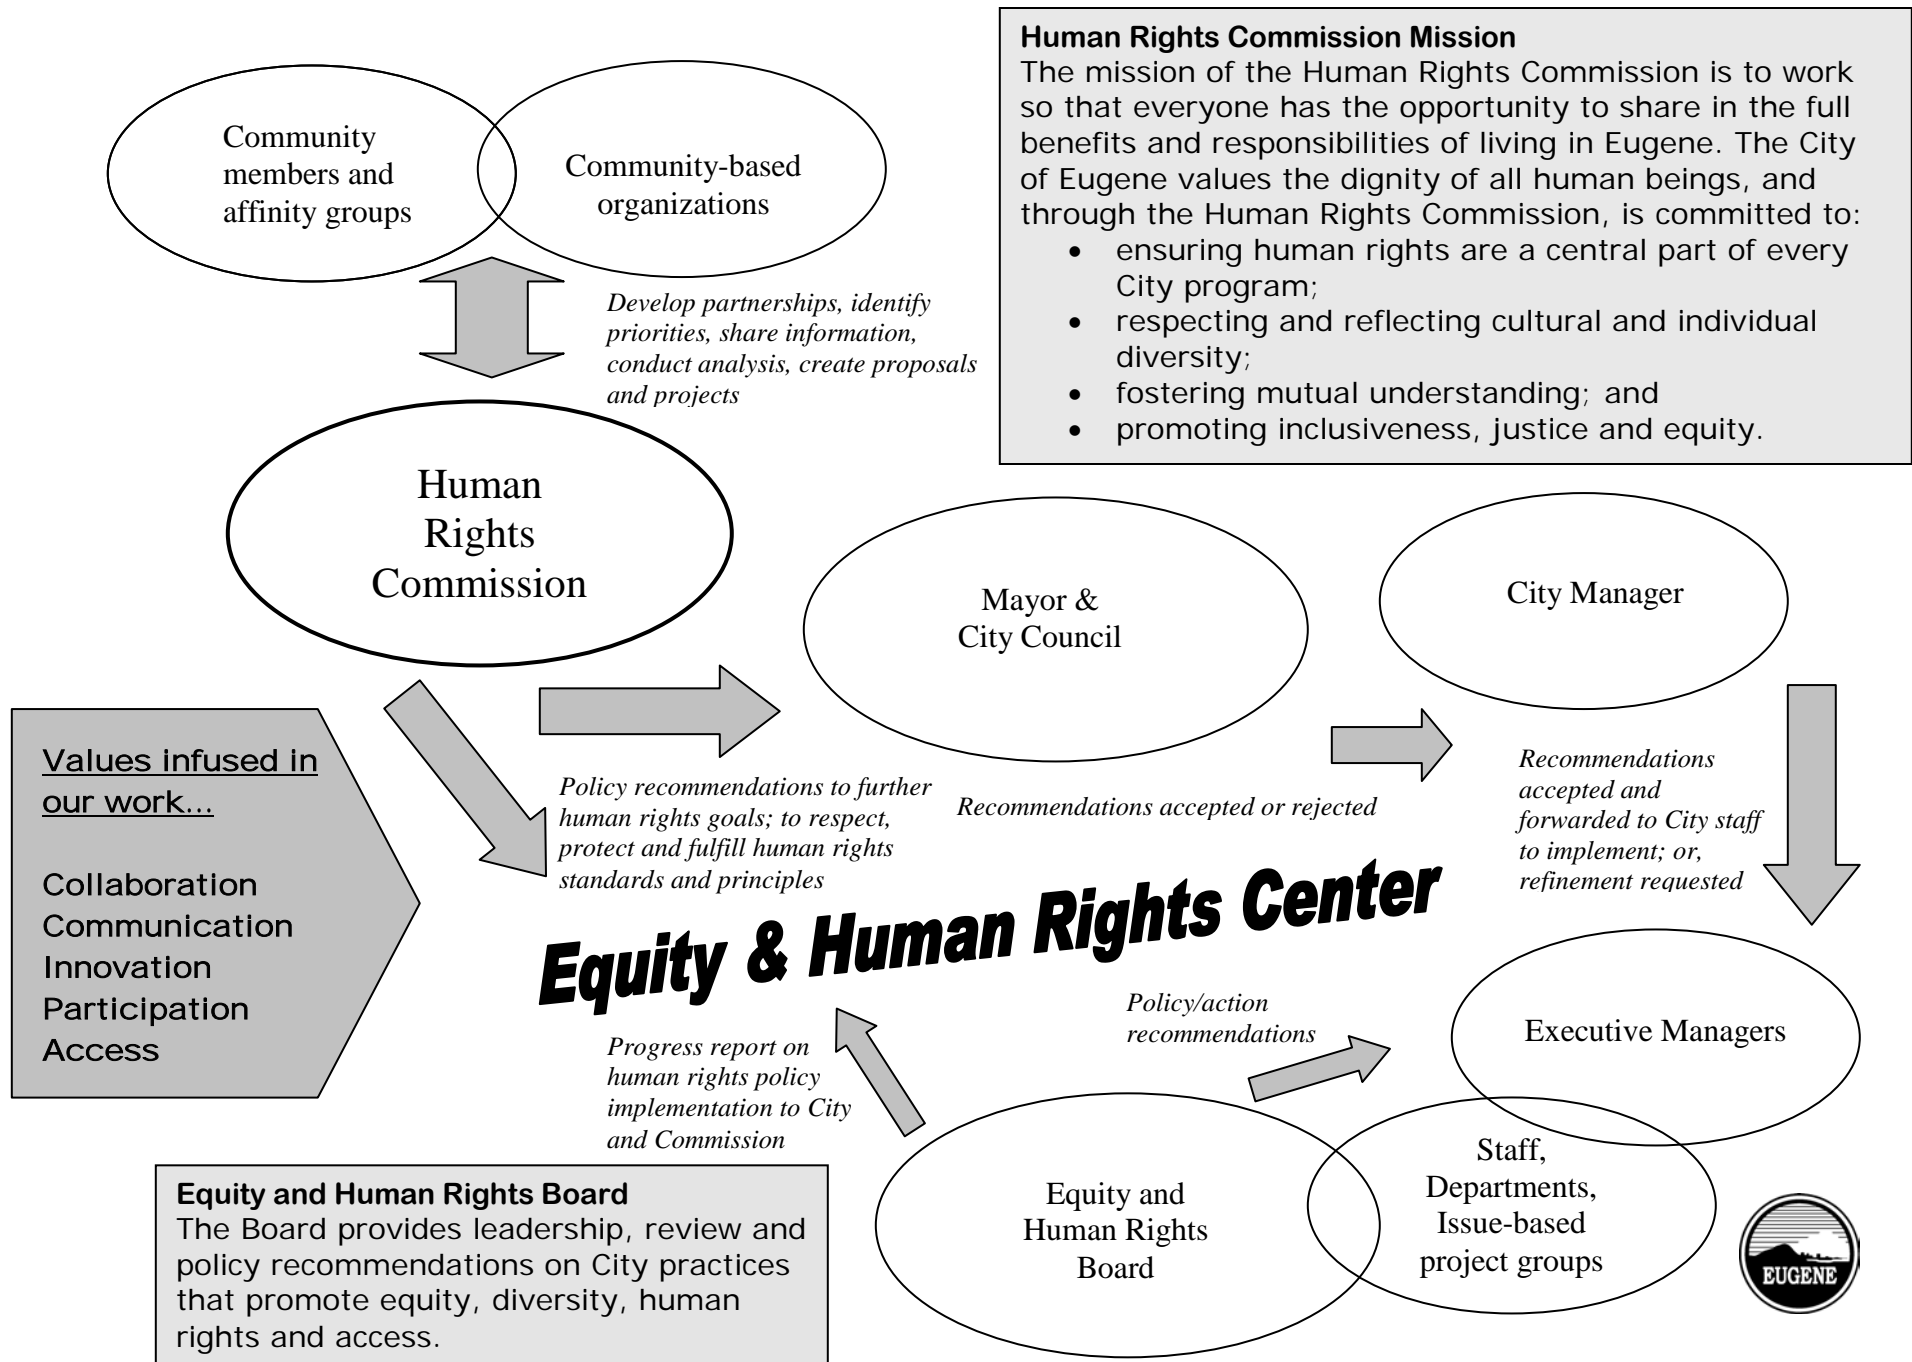 Human Rights Commission Mission
The mission of the Human Rights Commission is to work
so that everyone has the opportunity to share in the full
benefits and responsibilities of living in Eugene. The City
of Eugene values the dignity of all human beings, and
through the Human Rights Commission, is committed to:
• ensuring human rights are a central part of every
City program;
• respecting and reflecting cultural and individual
diversity;
• fostering mutual understanding; and
• promoting inclusiveness, justice and equity.
Community
members and
affinity groups
Community-based
organizations
Develop partnerships, identify
priorities, share information,
conduct analysis, create proposals
and projects
Human
Rights
Commission
Mayor &
City Council
City Manager
Values infused in
our work...
Collaboration
Communication
Innovation
Participation
Access
Policy recommendations to further
human rights goals; to respect,
protect and fulfill human rights
standards and principles
Recommendations accepted or rejected
Recommendations
accepted and
forwarded to City staff
to implement; or,
refinement requested
Equity & Human Rights Center
Policy/action
recommendations
Executive Managers
Progress report on
human rights policy
implementation to City
and Commission
Equity and Human Rights Board
The Board provides leadership, review and
policy recommendations on City practices
that promote equity, diversity, human
rights and access.
Equity and
Human Rights
Board
Staff,
Departments,
Issue-based
project groups
EUGENE